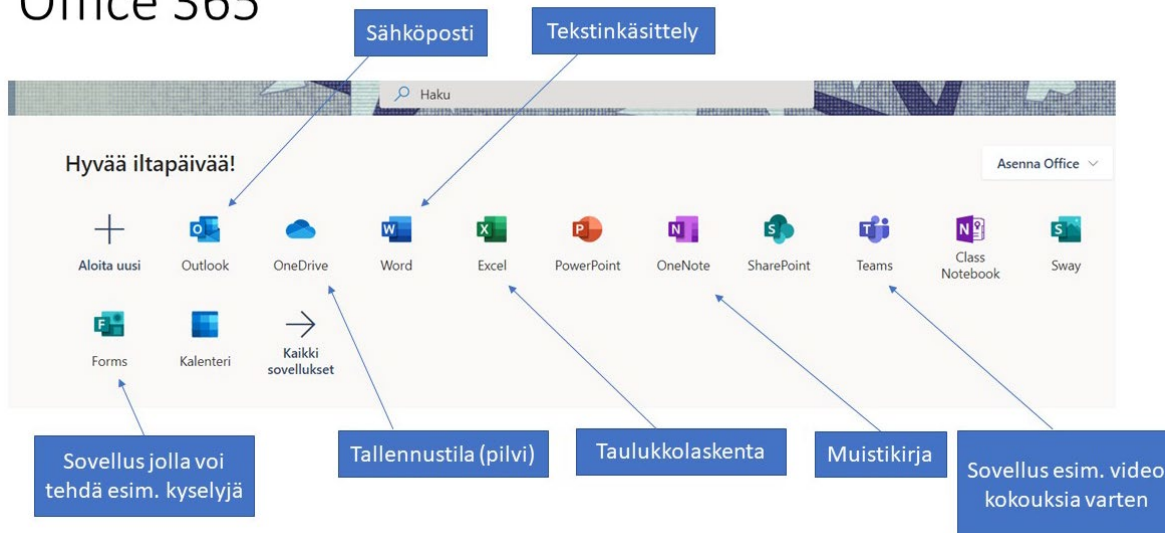 Office 365
Sähköposti
Tekstinkäsittely
Haku
Hyvää iltapäivää!
Asenna Office
Aloita uusi
Outlook
OneDrive
Word
Excel
PowerPoint
OneNote
SharePoint
Teams
Class
Notebook
Sway
Forms
Kalenteri
Kaikki
sovellukset
Sovellus jolla voi
tehdä esim. kyselyjä
Tallennustila (pilvi)
Taulukkolaskenta
Muistikirja
Sovellus esim. video
kokouksia varten